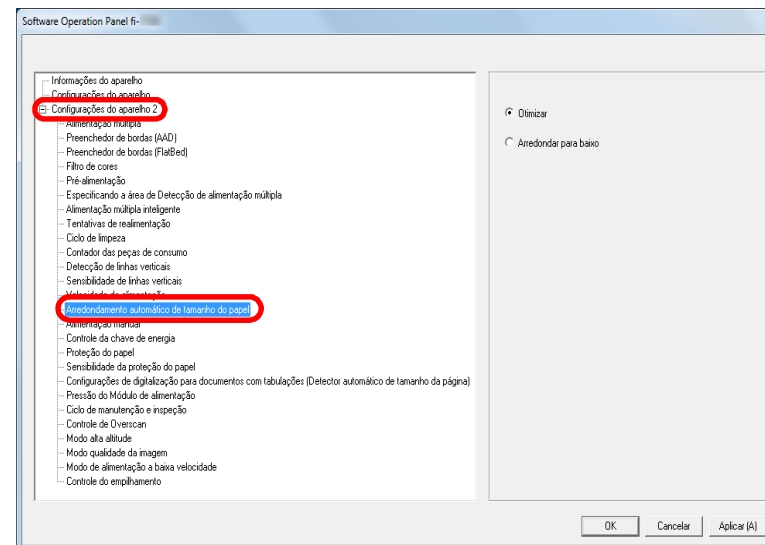 Software Operation Panel fi-
Informações do aparelho
Configurações do aparelho
Configurações do aparelho 2
Alimentação múltipla
Preenchedor de bordas (AAD)
Preenchedor de bordas (FlatBed)
Filtro de cores
Pré-alimentação
Especificando a área de Detecção de alimentação múltipla
Alimentação múltipla inteligente
Tentativas de realimentação
Ciclo de limpeza
Contador das peças de consumo
Detecção de linhas verticais
Sensibilidade de linhas verticais
Velocidade de alimentação
Arredondamento automático de tamanho do papel
Alimentação manual
Controle da chave de energia
Proteção do papel
Sensibilidade da proteção do papel
Configurações de digitalização para documentos com tabulações (Detector automático de tamanho da página)
Pressão do Módulo de alimentação
Ciclo de manutenção e inspeção
Controle de Overscan
Modo alta altitude
Modo qualidade da imagem
Modo de alimentação a baixa velocidade
Controle do empilhamento
Otimizar
Arredondar para baixo
OK Cancelar Aplicar (A)